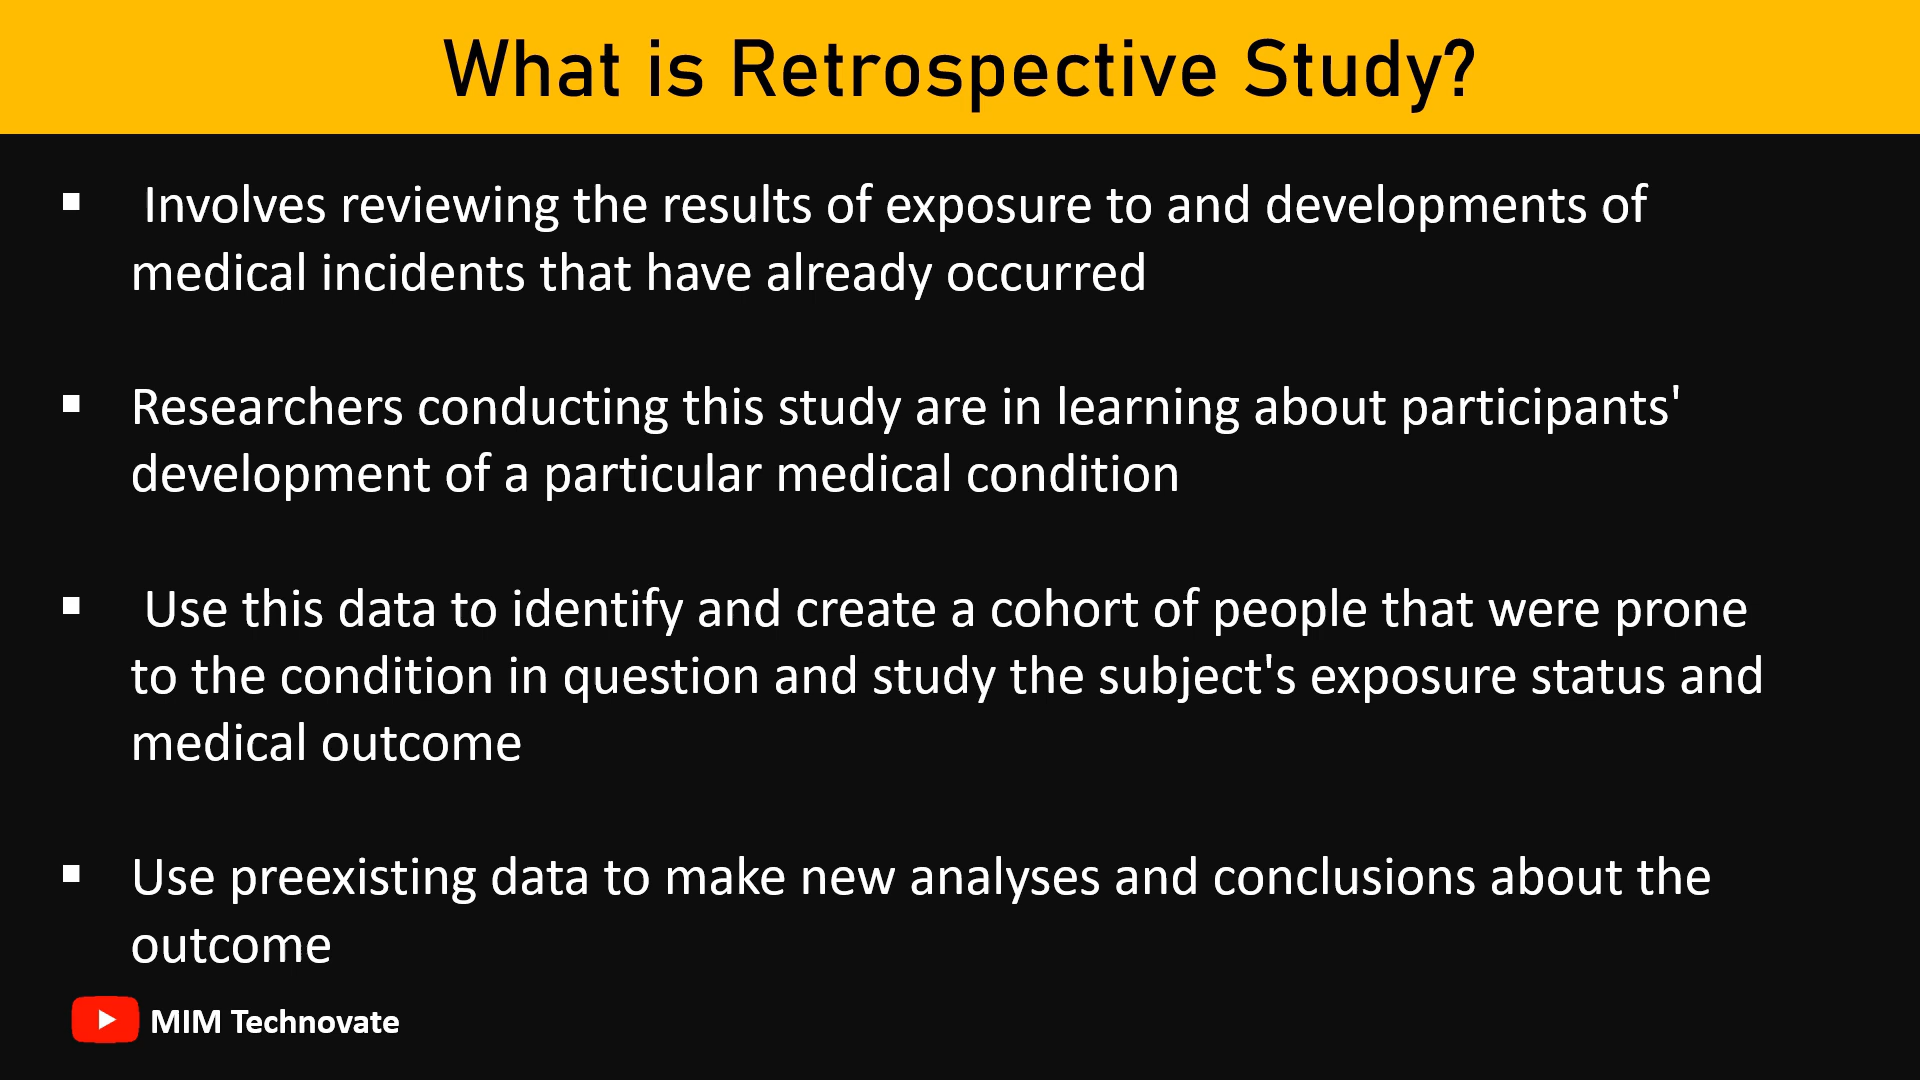 What is Retrospective Study?
▪ Involves reviewing the results of exposure to and developments of
medical incidents that have already occurred
▪ Researchers conducting this study are in learning about participants'
development of a particular medical condition
▪ Use this data to identify and create a cohort of people that were prone
to the condition in question and study the subject's exposure status and
medical outcome
▪ Use preexisting data to make new analyses and conclusions about the
outcome
MIM Technovate